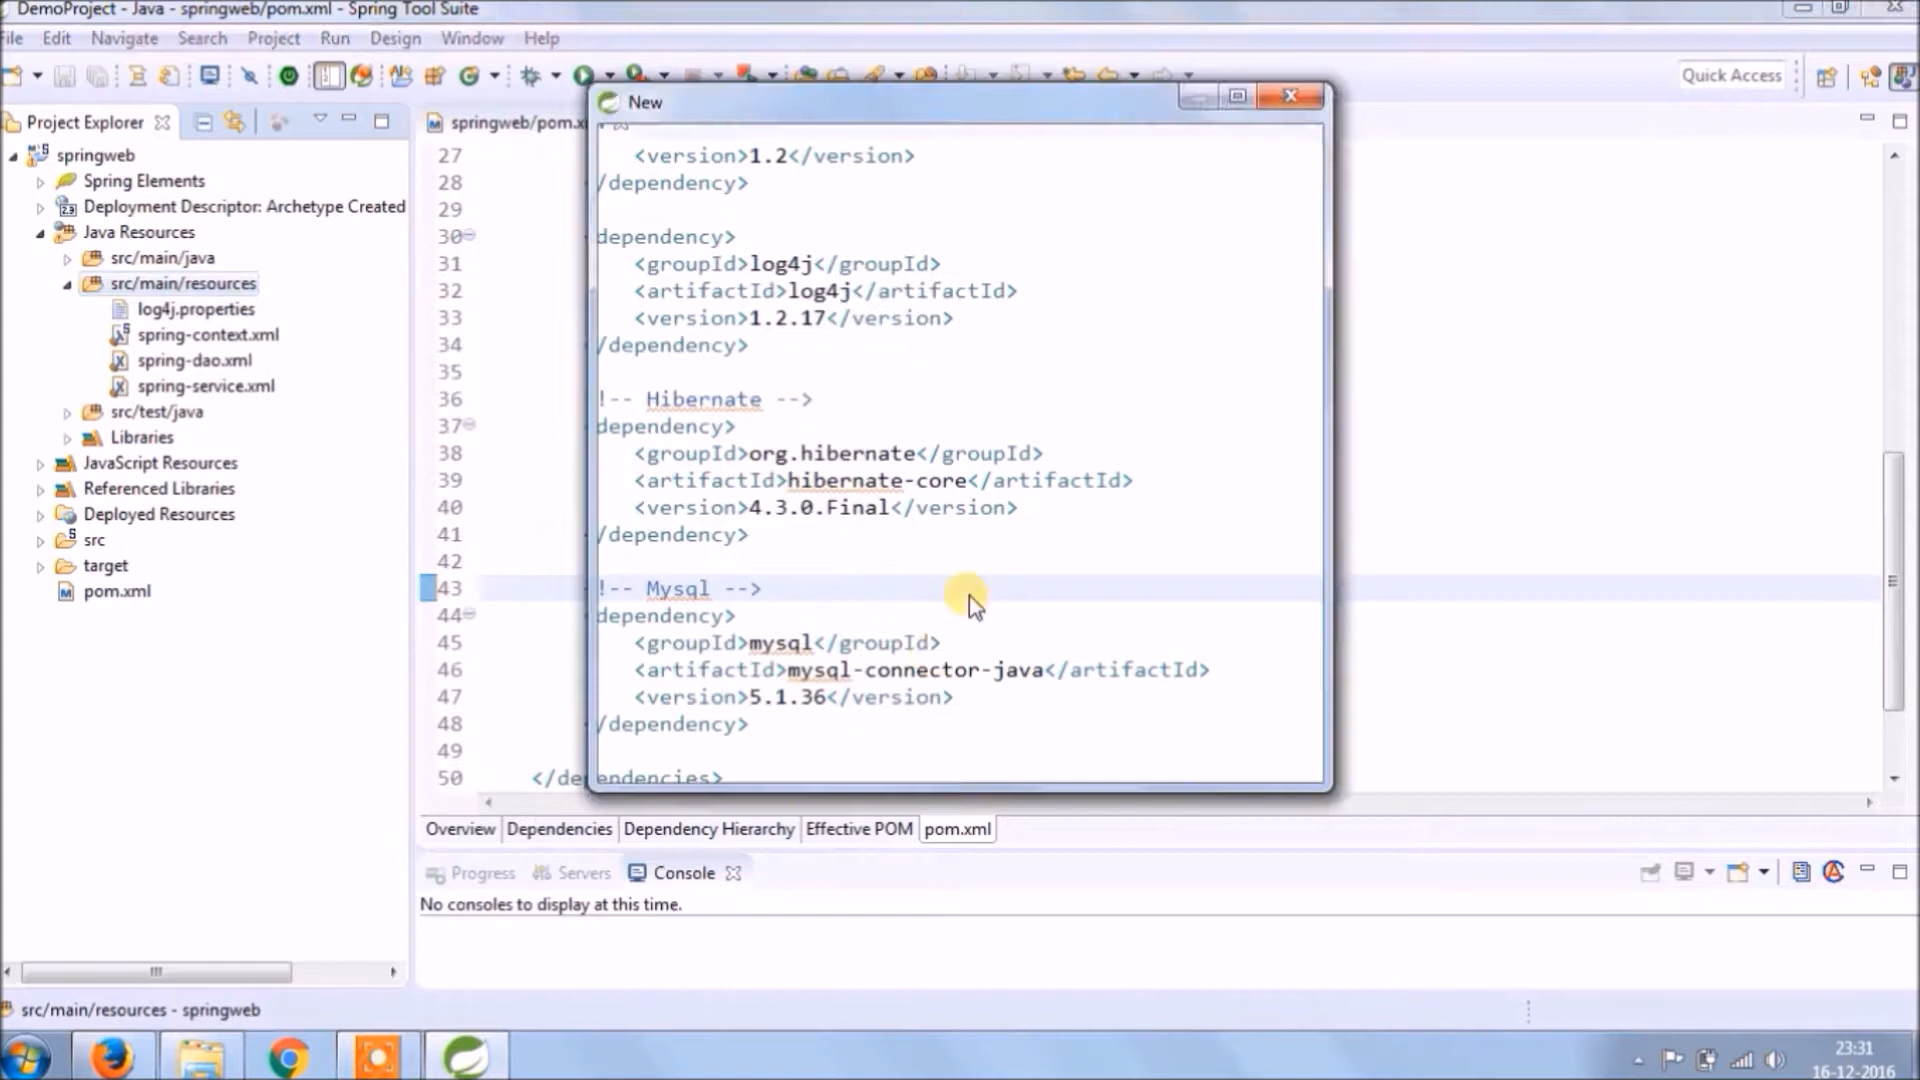 DemoProject - Java - springweb/pom.xml - Spring Tool Suite
File Edit Navigate Search Project Run Design Window Help
Quick Access
Project Explorer
springweb
Spring Elements
Deployment Descriptor: Archetype Created
Java Resources
src/main/java
src/main/resources
log4j.properties
spring-context.xml
spring-dao.xml
spring-service.xml
src/test/java
Libraries
JavaScript Resources
Referenced Libraries
Deployed Resources
src
target
pom.xml
springweb/pom.x
New
27 <version>1.2</version>
28 /dependency>
29
30 dependency>
31 <groupId>log4j</groupId>
32 <artifactId>log4j</artifactId>
33 <version>1.2.17</version>
34 /dependency>
35
36 !-- Hibernate -->
37 dependency>
38 <groupId>org.hibernate</groupId>
39 <artifactId>hibernate-core</artifactId>
40 <version>4.3.0.Final</version>
41 /dependency>
42
43 !-- Mysql -->
44 dependency>
45 <groupId>mysql</groupId>
46 <artifactId>mysql-connector-java</artifactId>
47 <version>5.1.36</version>
48 /dependency>
49
50 </dependencies>
Overview Dependencies Dependency Hierarchy Effective POM pom.xml
Progress Servers Console
No consoles to display at this time.
src/main/resources - springweb
23:31
16-12-2016